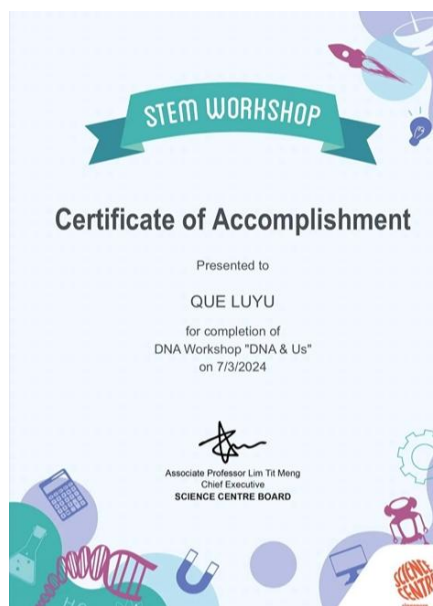 STEM WORKSHOP
Certificate of Accomplishment
Presented to
QUE LUYU
for completion of
DNA Workshop "DNA & Us"
on 7/3/2024
Associate Professor Lim Tit Meng
Chief Executive
SCIENCE CENTRE BOARD
SCIENCE